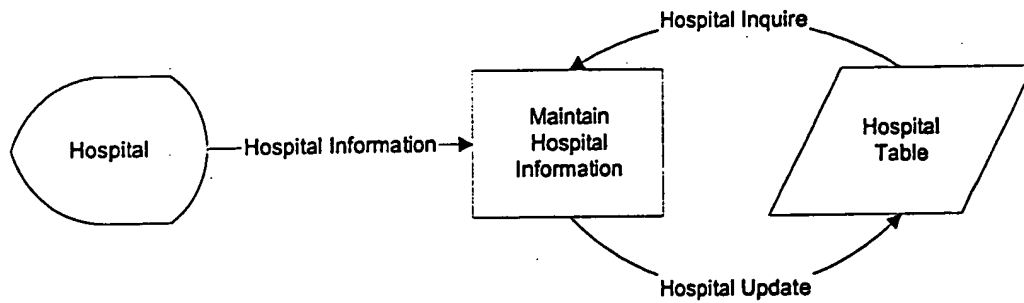 Hospital Inquire
Hospital
Hospital Information
Maintain
Hospital
Information
Hospital
Table
Hospital Update